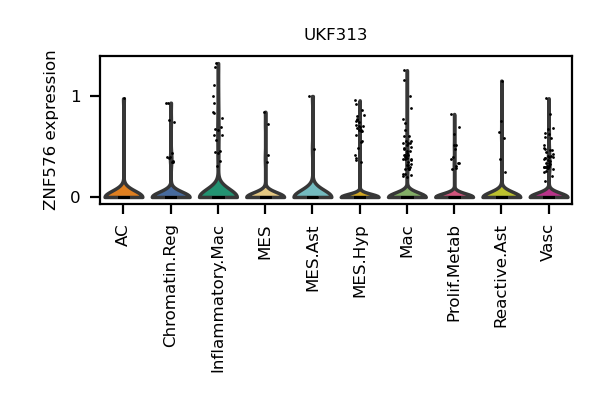 UKF313
ZNF576 expression
1
0
AC
Chromatin.Reg
Inflammatory.Mac
MES
MES.Ast
MES.Hyp
Mac
Prolif.Metab
Reactive.Ast
Vasc